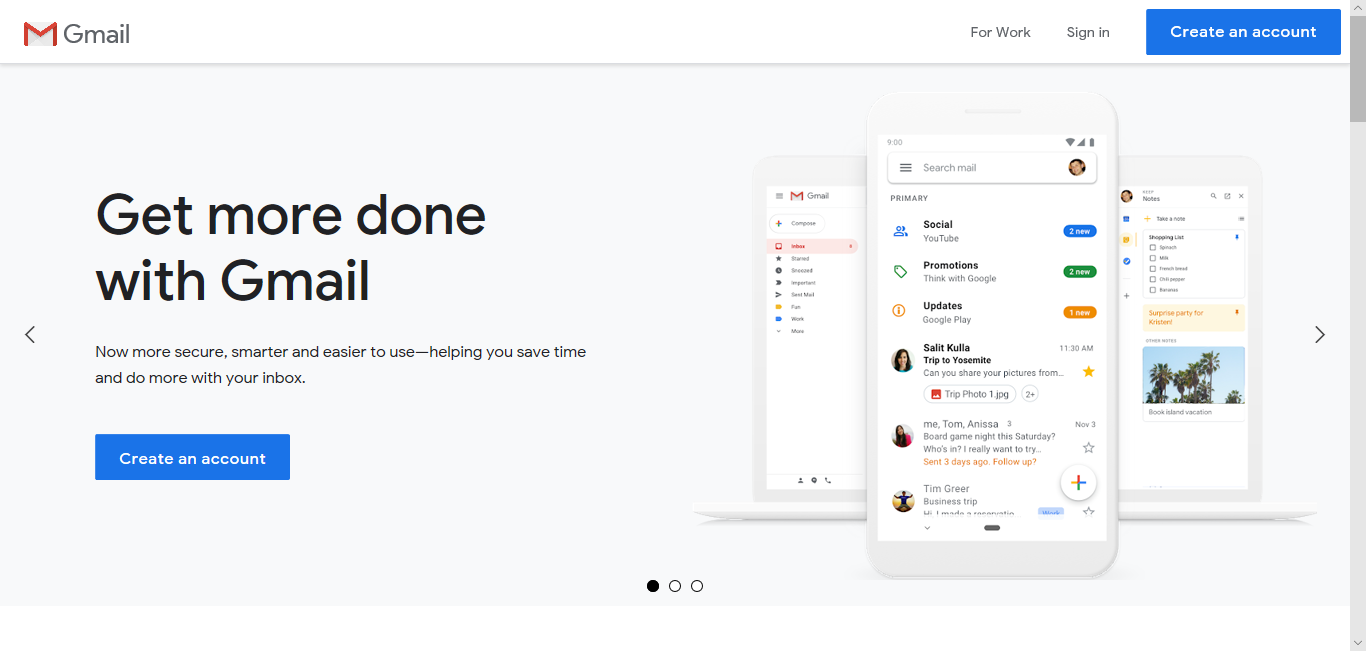 Gmail
For Work
Sign in
Create an account
Get more done
with Gmail
Now more secure, smarter and easier to use—helping you save time
and do more with your inbox.
Create an account
Gmail
Compose
Inbox
Starred
Snoozed
Important
Sent Mail
Fun
Work
More
9:00
Search mail
PRIMARY
Social
YouTube
2 new
Promotions
Think with Google
2 new
Updates
Google Play
1 new
Salit Kulla
11:30 AM
Trip to Yosemite
Can you share your pictures from...
Trip Photo 1.jpg
2+
me, Tom, Anissa 3
Nov 3
Board game night this Saturday?
Who's in? I really want to try...
Sent 3 days ago. Follow up?
Tim Greer
Business trip
Hi, I made a reservatio
Work
KEEP
Notes
Take a note
Shopping List
Spinach
Milk
French bread
Chili pepper
Bananas
Surprise party for
Kristen!
OTHER NOTES
Book island vacation